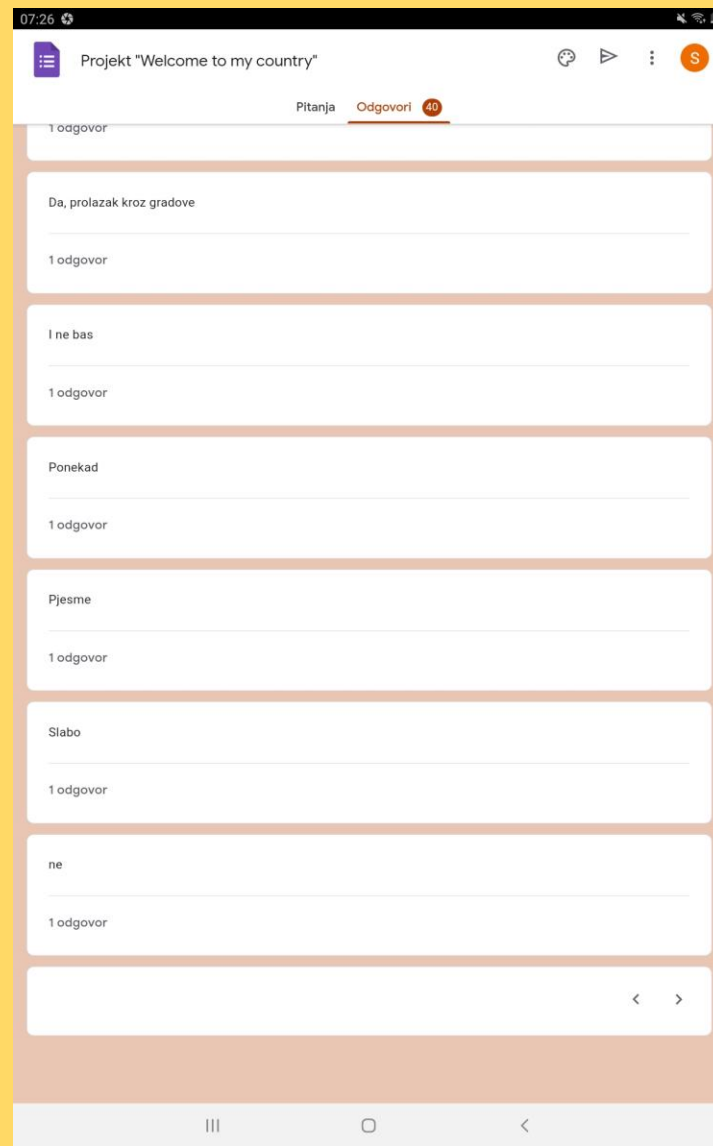 07:26
Projekt "Welcome to my country"
S
Pitanja Odgovori 40
1 odgovor
Da, prolazak kroz gradove
1 odgovor
I ne bas
1 odgovor
Ponekad
1 odgovor
Pjesme
1 odgovor
Slabo
1 odgovor
ne
1 odgovor